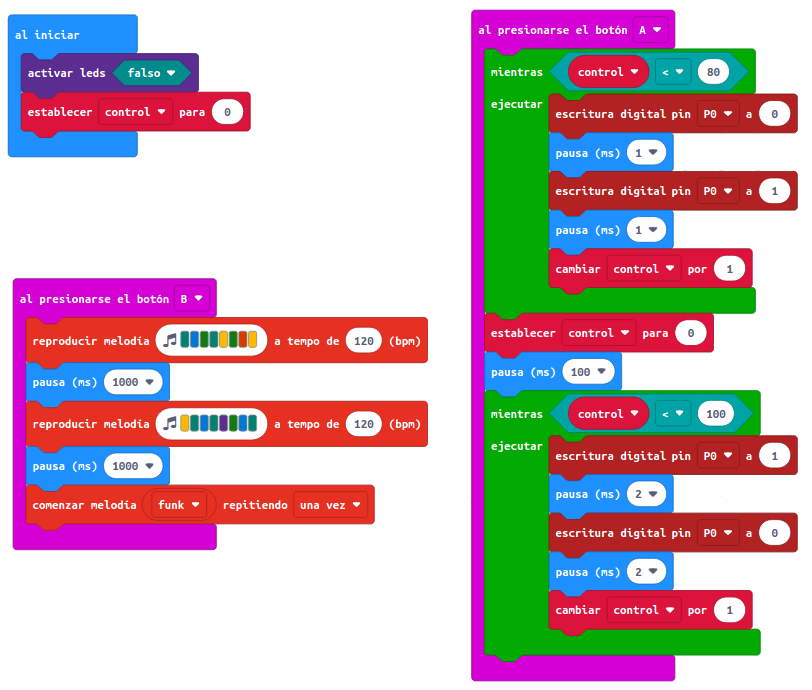 al iniciar
activar leds falso
establecer control para 0
al presionarse el botón B
reproducir melodía a tempo de 120 (bpm)
pausa (ms) 1000
reproducir melodía a tempo de 120 (bpm)
pausa (ms) 1000
comenzar melodía funk repitiendo una vez
al presionarse el botón A
mientras control < 80
ejecutar
escritura digital pin P0 a 0
pausa (ms) 1
escritura digital pin P0 a 1
pausa (ms) 1
cambiar control por 1
establecer control para 0
pausa (ms) 100
mientras control < 100
ejecutar
escritura digital pin P0 a 1
pausa (ms) 2
escritura digital pin P0 a 0
pausa (ms) 2
cambiar control por 1